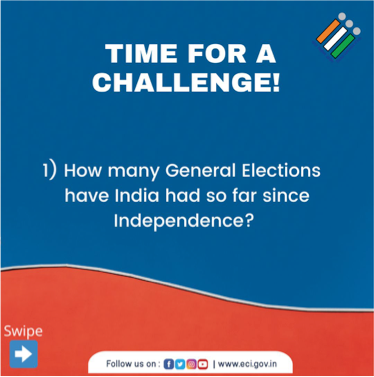 TIME FOR A
CHALLENGE!
1) How many General Elections
have India had so far since
Independence?
Swipe
Follow us on : | www.eci.gov.in